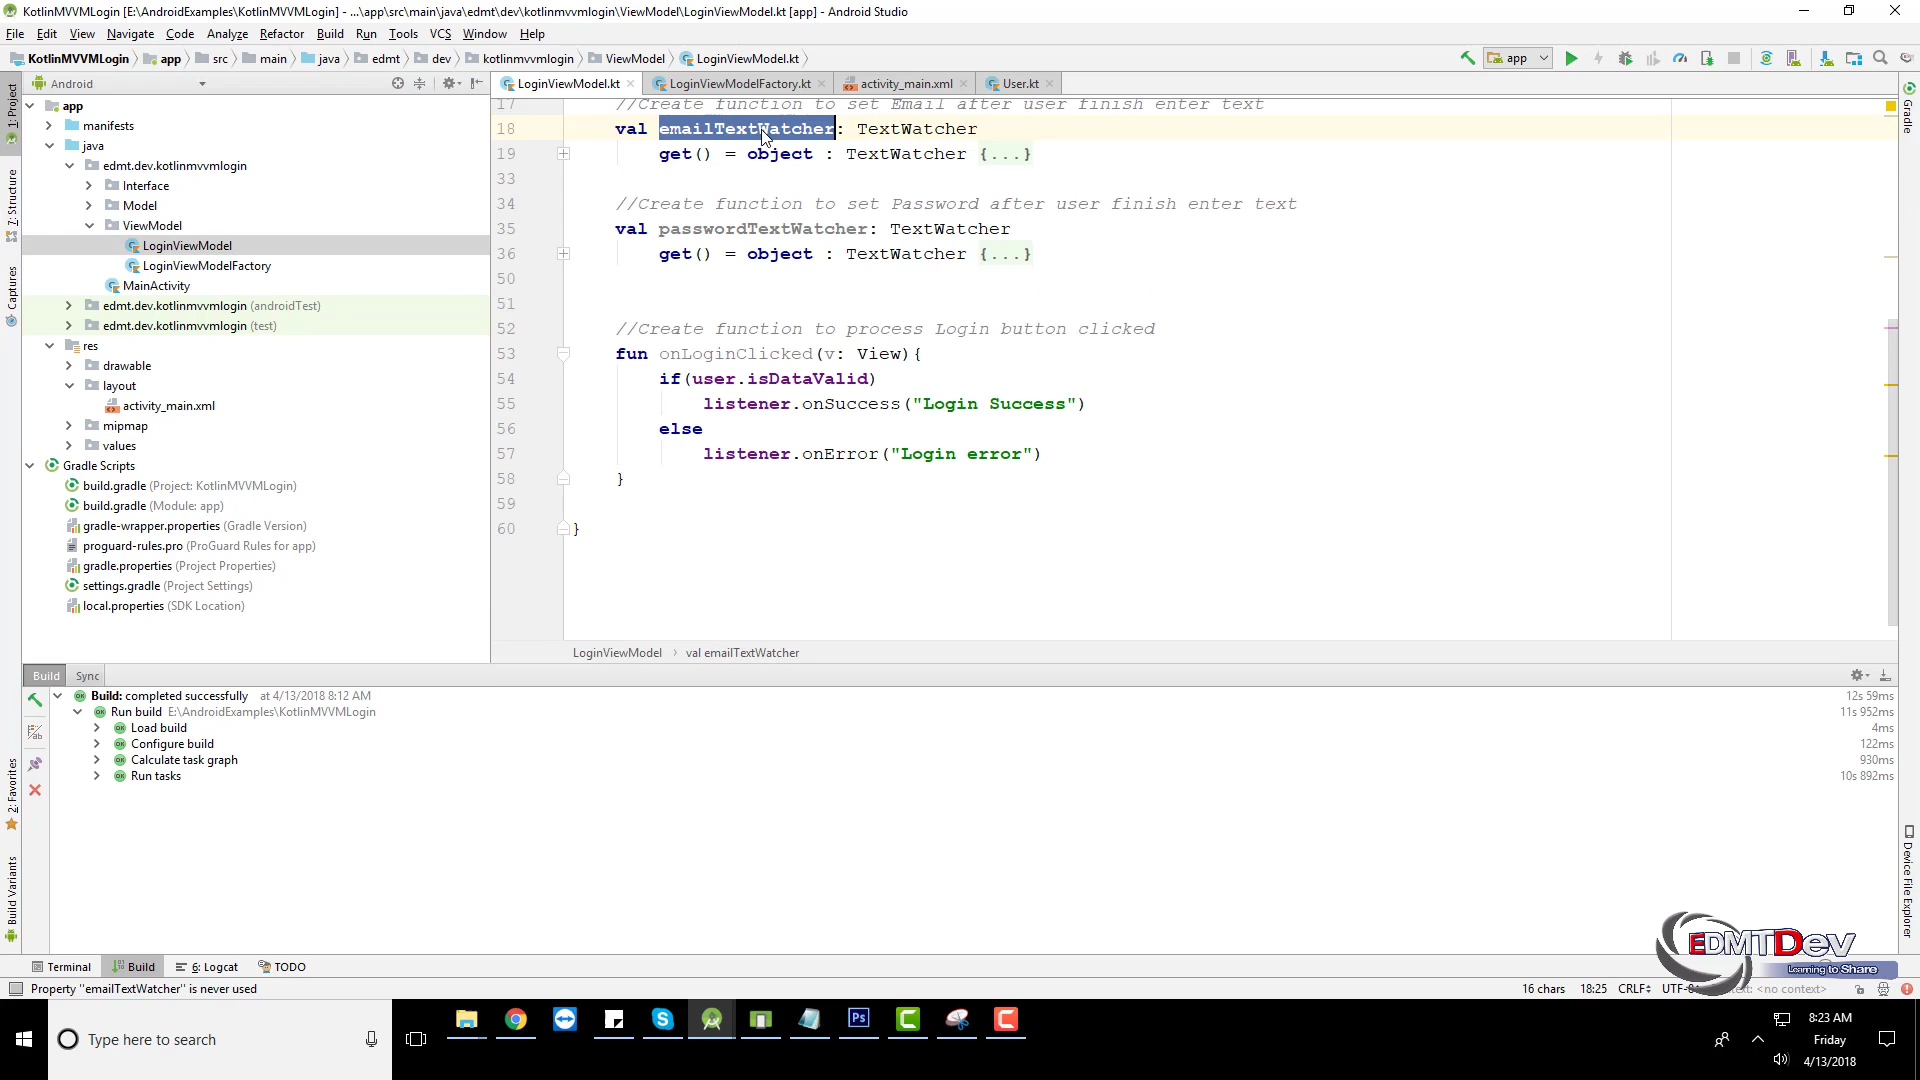 KotlinMVVMLogin [E:\AndroidExamples\KotlinMVVMLogin] - ...\app\src\main\java\edmt\dev\kotlinmvvmlogin\ViewModel\LoginViewModel.kt [app] - Android Studio
File Edit View Navigate Code Analyze Refactor Build Run Tools VCS Window Help
KotlinMVVMLogin app src main java edmt dev kotlinmvvmlogin ViewModel LoginViewModel.kt app
Android LoginViewModel.kt LoginViewModelFactory.kt activity_main.xml User.kt
1: Project
7: Structure
Captures
2: Favorites
Build Variants
app
manifests
java
edmt.dev.kotlinmvvmlogin
Interface
Model
ViewModel
LoginViewModel
LoginViewModelFactory
MainActivity
edmt.dev.kotlinmvvmlogin (androidTest)
edmt.dev.kotlinmvvmlogin (test)
res
drawable
layout
activity_main.xml
mipmap
values
Gradle Scripts
build.gradle (Project: KotlinMVVMLogin)
build.gradle (Module: app)
gradle-wrapper.properties (Gradle Version)
proguard-rules.pro (ProGuard Rules for app)
gradle.properties (Project Properties)
settings.gradle (Project Settings)
local.properties (SDK Location)
17 //Create function to set Email after user finish enter text
18 val emailTextWatcher: TextWatcher
19 get() = object : TextWatcher {...}
33
34 //Create function to set Password after user finish enter text
35 val passwordTextWatcher: TextWatcher
36 get() = object : TextWatcher {...}
50
51
52 //Create function to process Login button clicked
53 fun onLoginClicked(v: View){
54 if(user.isDataValid)
55 listener.onSuccess("Login Success")
56 else
57 listener.onError("Login error")
58 }
59
60 }
LoginViewModel › val emailTextWatcher
Gradle
Device File Explorer
Build Sync
Build: completed successfully at 4/13/2018 8:12 AM 12s 59ms
Run build E:\AndroidExamples\KotlinMVVMLogin 11s 952ms
Load build 4ms
Configure build 122ms
Calculate task graph 930ms
Run tasks 10s 892ms
EDMTDev
Learning to Share
Terminal Build 6: Logcat TODO
Property "emailTextWatcher" is never used 16 chars 18:25 CRLF <no context>
Type here to search
Ps
8:23 AM
Friday
4/13/2018